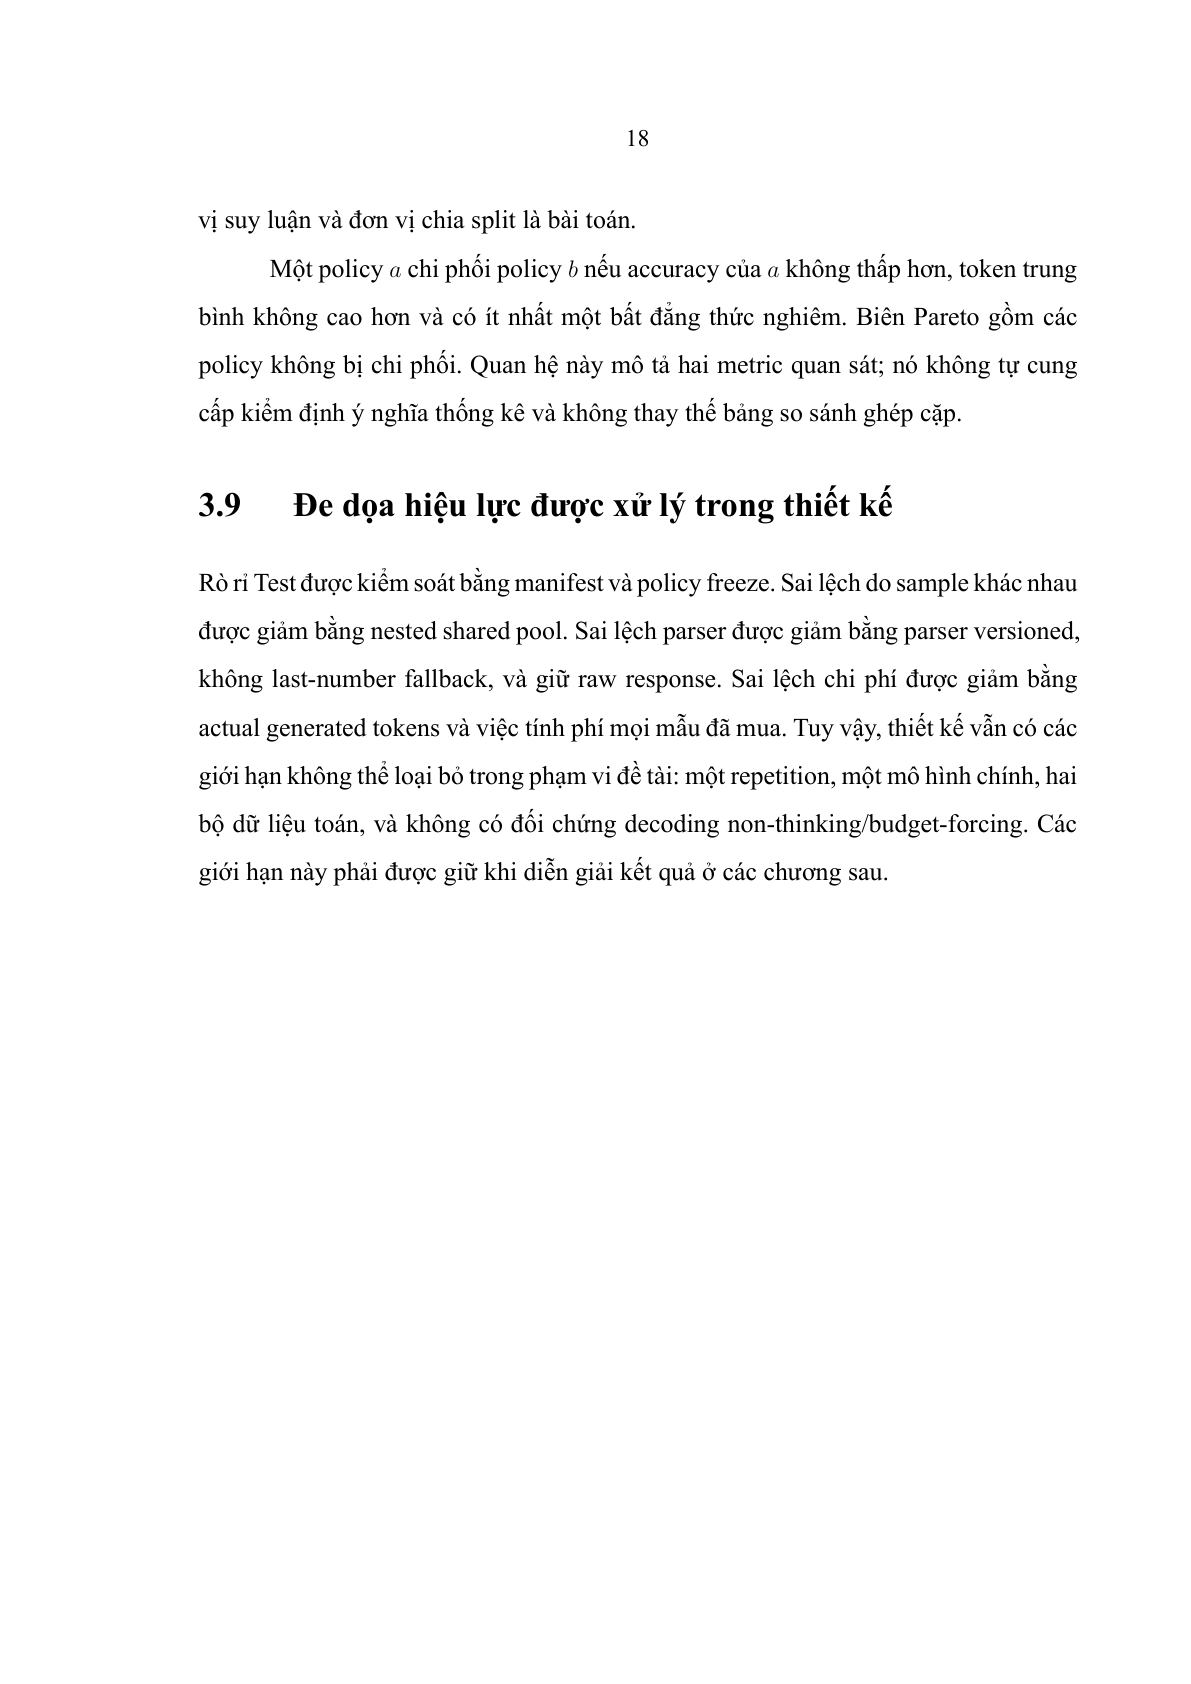 18
vị suy luận và đơn vị chia split là bài toán.
Một policy a chi phối policy b nếu accuracy của a không thấp hơn, token trung
bình không cao hơn và có ít nhất một bất đẳng thức nghiêm. Biên Pareto gồm các
policy không bị chi phối. Quan hệ này mô tả hai metric quan sát; nó không tự cung
cấp kiểm định ý nghĩa thống kê và không thay thế bảng so sánh ghép cặp.
3.9 Đe dọa hiệu lực được xử lý trong thiết kế
Rò rỉ Test được kiểm soát bằng manifest và policy freeze. Sai lệch do sample khác nhau
được giảm bằng nested shared pool. Sai lệch parser được giảm bằng parser versioned,
không last-number fallback, và giữ raw response. Sai lệch chi phí được giảm bằng
actual generated tokens và việc tính phí mọi mẫu đã mua. Tuy vậy, thiết kế vẫn có các
giới hạn không thể loại bỏ trong phạm vi đề tài: một repetition, một mô hình chính, hai
bộ dữ liệu toán, và không có đối chứng decoding non-thinking/budget-forcing. Các
giới hạn này phải được giữ khi diễn giải kết quả ở các chương sau.